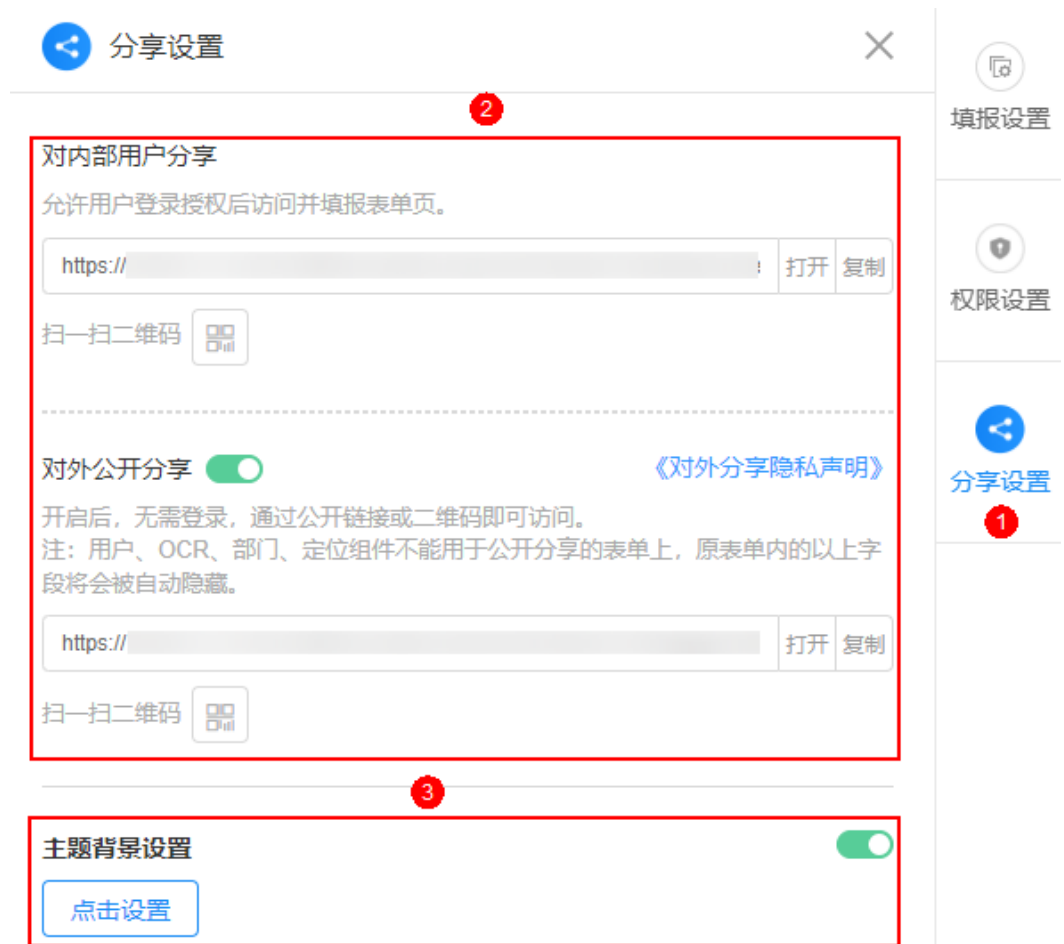 分享设置
2
对内部用户分享
允许用户登录授权后访问并填报表单页。
https://
打开 复制
扫一扫二维码
对外公开分享 《对外分享隐私声明》
开启后，无需登录，通过公开链接或二维码即可访问。
注：用户、OCR、部门、定位组件不能用于公开分享的表单上，原表单内的以上字
段将会被自动隐藏。
https://
打开 复制
扫一扫二维码
3
主题背景设置
点击设置
填报设置
权限设置
分享设置
1